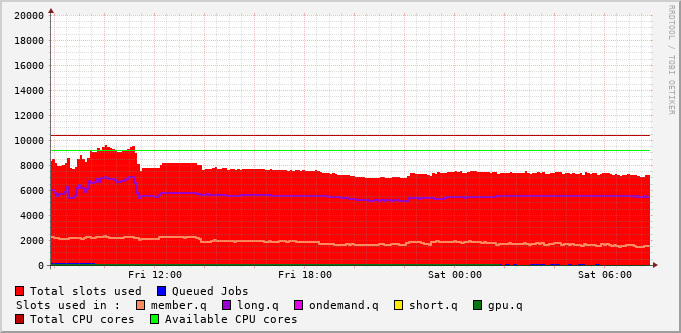 RRDTOOL / TOBI OETIKER
20000
18000
16000
14000
12000
10000
8000
6000
4000
2000
0
Fri 12:00 Fri 18:00 Sat 00:00 Sat 06:00
Total slots used Queued Jobs
Slots used in : member.q long.q ondemand.q short.q gpu.q
Total CPU cores Available CPU cores